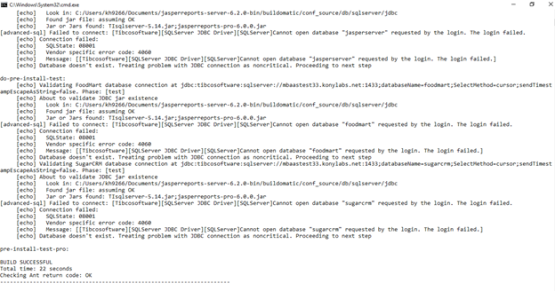 C:\Windows\System32\cmd.exe
[echo] Look in: C:/Users/kh9266/Documents/jasperreports-server-6.2.0-bin/buildomatic/conf_source/db/sqlserver/jdbc
[echo] Found jar file: assuming OK
[echo] Jar or Jars found: TIsqlserver-5.14.jar;jasperreports-pro-6.0.0.jar
[advanced-sql] Failed to connect: [Tibcosoftware][SQLServer JDBC Driver][SQLServer]Cannot open database "jasperserver" requested by the login. The login failed.
[echo] Connection failed:
[echo] SQLState: 08001
[echo] Vendor specific error code: 4060
[echo] Message: [[Tibcosoftware][SQLServer JDBC Driver][SQLServer]Cannot open database "jasperserver" requested by the login. The login failed.]
[echo] Database doesn't exist. Treating problem with JDBC connection as noncritical. Proceeding to next step
do-pre-install-test:
[echo] Validating FoodMart database connection at jdbc:tibcosoftware:sqlserver://mbaastest33.konylabs.net:1433;databaseName=foodmart;SelectMethod=cursor;sendTimest
ampEscapeAsString=false. Phase: [test]
[echo] About to validate JDBC jar existence
[echo] Look in: C:/Users/kh9266/Documents/jasperreports-server-6.2.0-bin/buildomatic/conf_source/db/sqlserver/jdbc
[echo] Found jar file: assuming OK
[echo] Jar or Jars found: TIsqlserver-5.14.jar;jasperreports-pro-6.0.0.jar
[advanced-sql] Failed to connect: [Tibcosoftware][SQLServer JDBC Driver][SQLServer]Cannot open database "foodmart" requested by the login. The login failed.
[echo] Connection failed:
[echo] SQLState: 08001
[echo] Vendor specific error code: 4060
[echo] Message: [[Tibcosoftware][SQLServer JDBC Driver][SQLServer]Cannot open database "foodmart" requested by the login. The login failed.]
[echo] Database doesn't exist. Treating problem with JDBC connection as noncritical. Proceeding to next step
[echo] Validating SugarCRM database connection at jdbc:tibcosoftware:sqlserver://mbaastest33.konylabs.net:1433;databaseName=sugarcrm;SelectMethod=cursor;sendTimest
ampEscapeAsString=false. Phase: [test]
[echo] About to validate JDBC jar existence
[echo] Look in: C:/Users/kh9266/Documents/jasperreports-server-6.2.0-bin/buildomatic/conf_source/db/sqlserver/jdbc
[echo] Found jar file: assuming OK
[echo] Jar or Jars found: TIsqlserver-5.14.jar;jasperreports-pro-6.0.0.jar
[advanced-sql] Failed to connect: [Tibcosoftware][SQLServer JDBC Driver][SQLServer]Cannot open database "sugarcrm" requested by the login. The login failed.
[echo] Connection failed:
[echo] SQLState: 08001
[echo] Vendor specific error code: 4060
[echo] Message: [[Tibcosoftware][SQLServer JDBC Driver][SQLServer]Cannot open database "sugarcrm" requested by the login. The login failed.]
[echo] Database doesn't exist. Treating problem with JDBC connection as noncritical. Proceeding to next step
pre-install-test-pro:
BUILD SUCCESSFUL
Total time: 22 seconds
Checking Ant return code: OK
----------------------------------------------------------------------